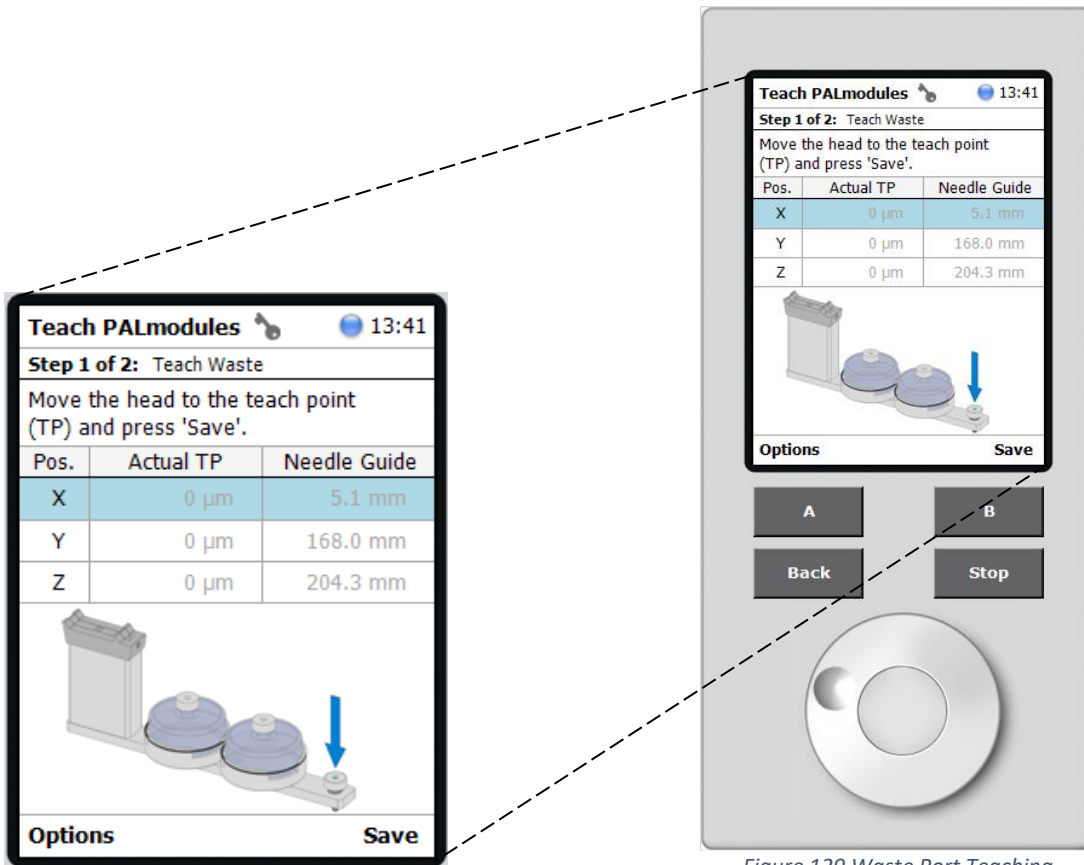 Teach PALmodules 13:41
Step 1 of 2: Teach Waste
Move the head to the teach point
(TP) and press 'Save'.
Pos. Actual TP Needle Guide
X 0 µm 5.1 mm
Y 0 µm 168.0 mm
Z 0 µm 204.3 mm
Options Save
Teach PALmodules 13:41
Step 1 of 2: Teach Waste
Move the head to the teach point
(TP) and press 'Save'.
Pos. Actual TP Needle Guide
X 0 µm 5.1 mm
Y 0 µm 168.0 mm
Z 0 µm 204.3 mm
Options Save
A B
Back Stop
Figure 120 Waste Port Teaching